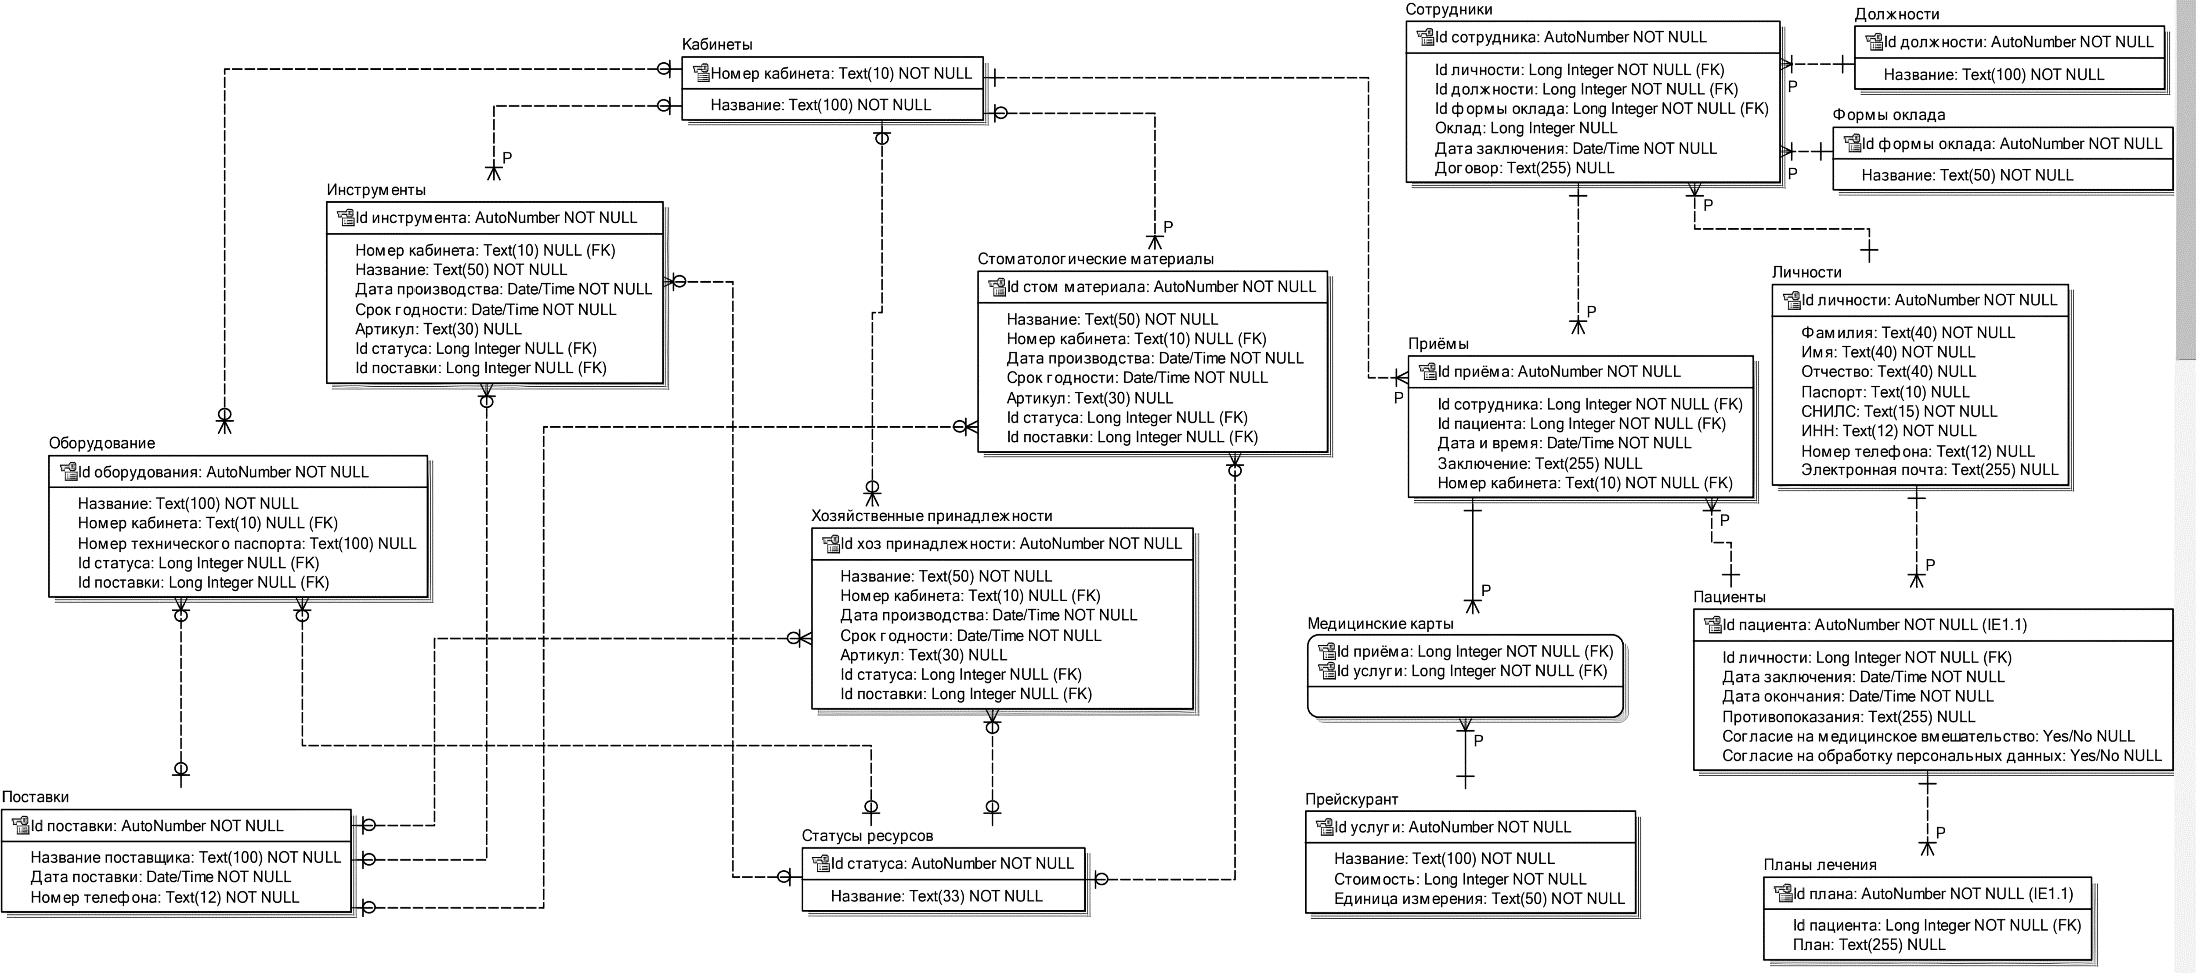 Кабинеты
Номер кабинета: Text(10) NOT NULL
Название: Text(100) NOT NULL
P
Инструменты
Id инструмента: AutoNumber NOT NULL
Номер кабинета: Text(10) NULL (FK)
Название: Text(50) NOT NULL
Дата производства: Date/Time NOT NULL
Срок годности: Date/Time NOT NULL
Артикул: Text(30) NULL
Id статуса: Long Integer NULL (FK)
Id поставки: Long Integer NULL (FK)
P
Стоматологические материалы
Id стом материала: AutoNumber NOT NULL
Название: Text(50) NOT NULL
Номер кабинета: Text(10) NULL (FK)
Дата производства: Date/Time NOT NULL
Срок годности: Date/Time NOT NULL
Артикул: Text(30) NULL
Id статуса: Long Integer NULL (FK)
Id поставки: Long Integer NULL (FK)
Оборудование
Id оборудования: AutoNumber NOT NULL
Название: Text(100) NOT NULL
Номер кабинета: Text(10) NULL (FK)
Номер технического паспорта: Text(100) NULL
Id статуса: Long Integer NULL (FK)
Id поставки: Long Integer NULL (FK)
Хозяйственные принадлежности
Id хоз принадлежности: AutoNumber NOT NULL
Название: Text(50) NOT NULL
Номер кабинета: Text(10) NULL (FK)
Дата производства: Date/Time NOT NULL
Срок годности: Date/Time NOT NULL
Артикул: Text(30) NULL
Id статуса: Long Integer NULL (FK)
Id поставки: Long Integer NULL (FK)
Поставки
Id поставки: AutoNumber NOT NULL
Название поставщика: Text(100) NOT NULL
Дата поставки: Date/Time NOT NULL
Номер телефона: Text(12) NOT NULL
Статусы ресурсов
Id статуса: AutoNumber NOT NULL
Название: Text(33) NOT NULL
Сотрудники
Id сотрудника: AutoNumber NOT NULL
Id личности: Long Integer NOT NULL (FK)
Id должности: Long Integer NOT NULL (FK)
Id формы оклада: Long Integer NOT NULL (FK)
Оклад: Long Integer NULL
Дата заключения: Date/Time NOT NULL
Договор: Text(255) NULL
P
P
P
Должности
Id должности: AutoNumber NOT NULL
Название: Text(100) NOT NULL
Формы оклада
Id формы оклада: AutoNumber NOT NULL
Название: Text(50) NOT NULL
Личности
Id личности: AutoNumber NOT NULL
Фамилия: Text(40) NOT NULL
Имя: Text(40) NOT NULL
Отчество: Text(40) NULL
Паспорт: Text(10) NULL
СНИЛС: Text(15) NOT NULL
ИНН: Text(12) NOT NULL
Номер телефона: Text(12) NULL
Электронная почта: Text(255) NULL
P
P
Приёмы
Id приёма: AutoNumber NOT NULL
Id сотрудника: Long Integer NOT NULL (FK)
Id пациента: Long Integer NOT NULL (FK)
Дата и время: Date/Time NOT NULL
Заключение: Text(255) NULL
Номер кабинета: Text(10) NOT NULL (FK)
P
P
P
Медицинские карты
Id приёма: Long Integer NOT NULL (FK)
Id услуги: Long Integer NOT NULL (FK)
P
Прейскурант
Id услуги: AutoNumber NOT NULL
Название: Text(100) NOT NULL
Стоимость: Long Integer NOT NULL
Единица измерения: Text(50) NOT NULL
Пациенты
Id пациента: AutoNumber NOT NULL (IE1.1)
Id личности: Long Integer NOT NULL (FK)
Дата заключения: Date/Time NOT NULL
Дата окончания: Date/Time NOT NULL
Противопоказания: Text(255) NULL
Согласие на медицинское вмешательство: Yes/No NULL
Согласие на обработку персональных данных: Yes/No NULL
P
Планы лечения
Id плана: AutoNumber NOT NULL (IE1.1)
Id пациента: Long Integer NOT NULL (FK)
План: Text(255) NULL